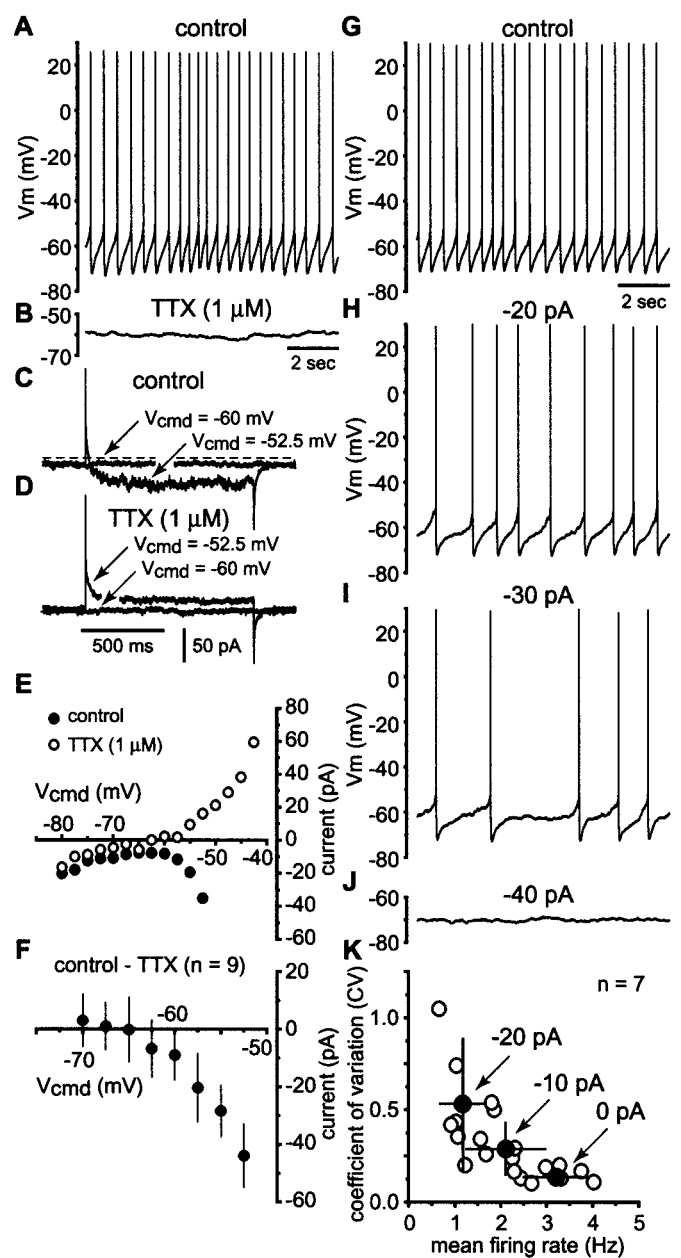 A
control
Vm (mV)
20
0
-20
-40
-60
-80
B
TTX (1 µM)
-50
-70
2 sec
C
control
Vcmd = -60 mV
Vcmd = -52.5 mV
D
TTX (1 µM)
Vcmd = -52.5 mV
Vcmd = -60 mV
500 ms
50 pA
E
control
TTX (1 µM)
Vcmd (mV)
-80
-70
-50
-40
80
60
40
20
0
-20
-40
-60
current (pA)
F
control - TTX (n = 9)
-70
-60
-50
Vcmd (mV)
20
0
-20
-40
-60
current (pA)
G
control
Vm (mV)
20
0
-20
-40
-60
-80
2 sec
H
-20 pA
Vm (mV)
20
0
-20
-40
-60
-80
I
-30 pA
Vm (mV)
20
0
-20
-40
-60
-80
J
-40 pA
-60
-80
K
n = 7
coefficient of variation (CV)
1.0
0.5
0.0
-20 pA
-10 pA
0 pA
0
1
2
3
4
5
mean firing rate (Hz)